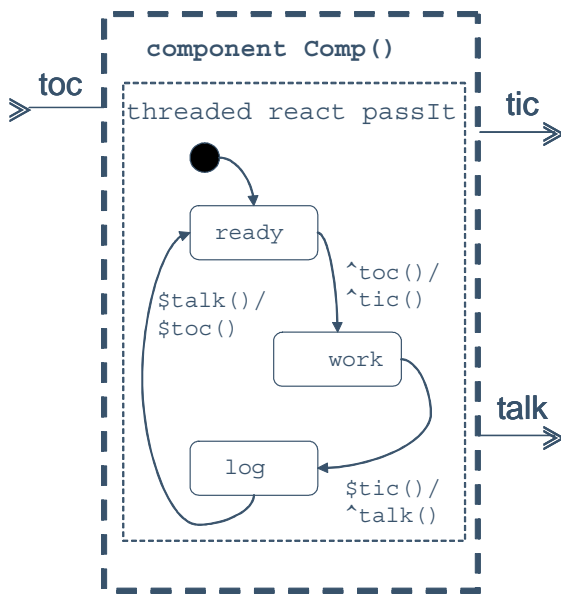 component Comp()
toc
tic
threaded react passIt
ready
^toc()/
^tic()
$talk()/
$toc()
work
talk
log
$tic()/
^talk()